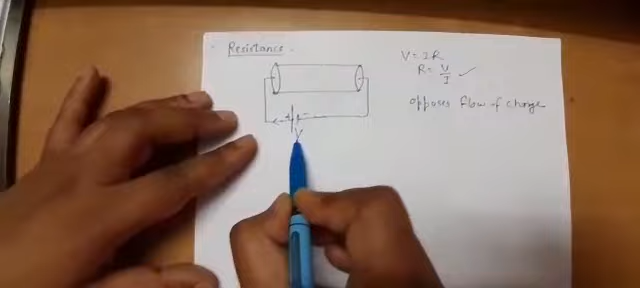 Resistance.
V = IR
R = V/I ✓
opposes flow of charge
+ -
V